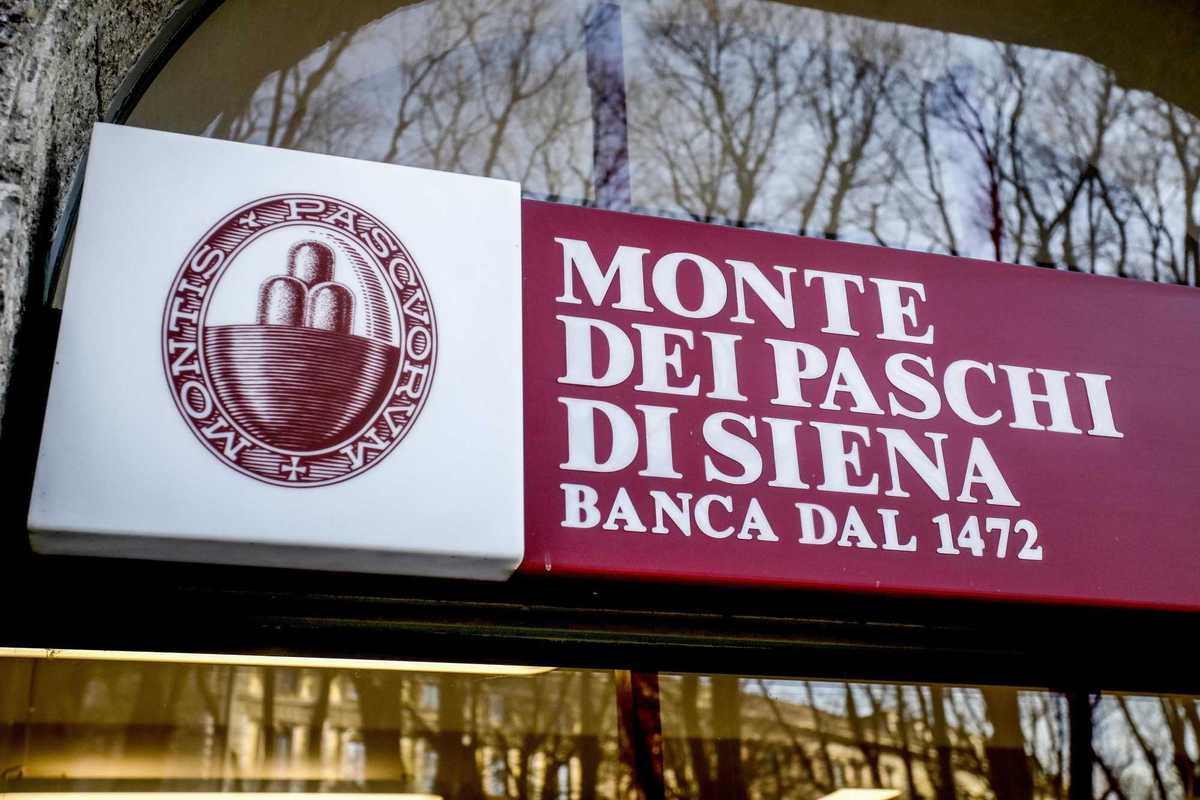 MONTIS PASCVORVM
MONTE
DEI PASCHI
DI SIENA
BANCA DAL 1472